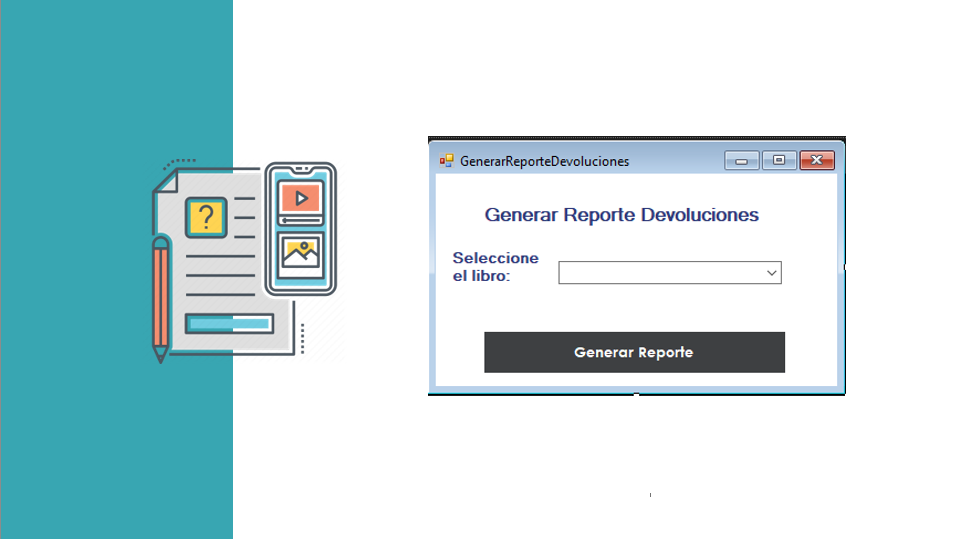 ?
GenerarReporteDevoluciones
Generar Reporte Devoluciones
Seleccione
el libro:
Generar Reporte